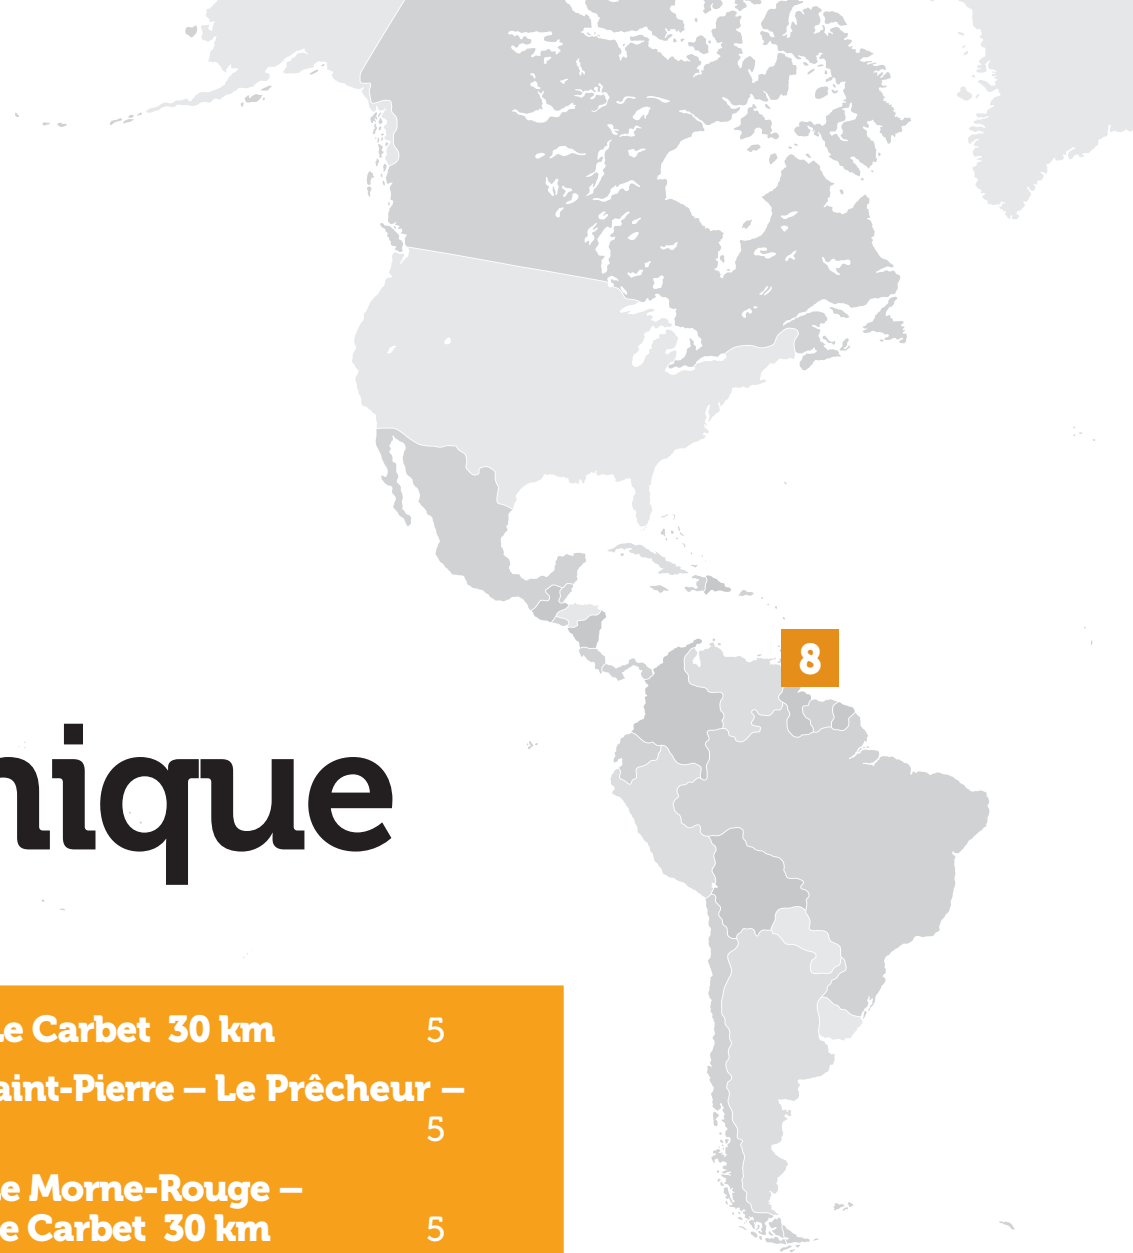 8
nique
Le Carbet 30 km 5
aint-Pierre – Le Prêcheur –
5
e Morne-Rouge –
e Carbet 30 km 5